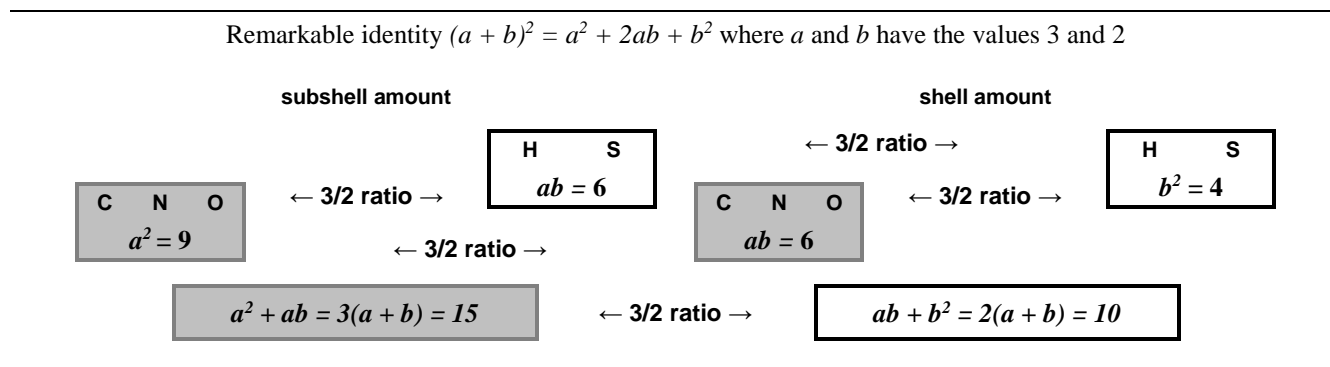 Remarkable identity (a + b)² = a² + 2ab + b² where a and b have the values 3 and 2
subshell amount shell amount
← 3/2 ratio →
H S
ab = 6
H S
b² = 4
← 3/2 ratio →
← 3/2 ratio →
C N O
a² = 9
C N O
ab = 6
← 3/2 ratio →
a² + ab = 3(a + b) = 15 ← 3/2 ratio → ab + b² = 2(a + b) = 10